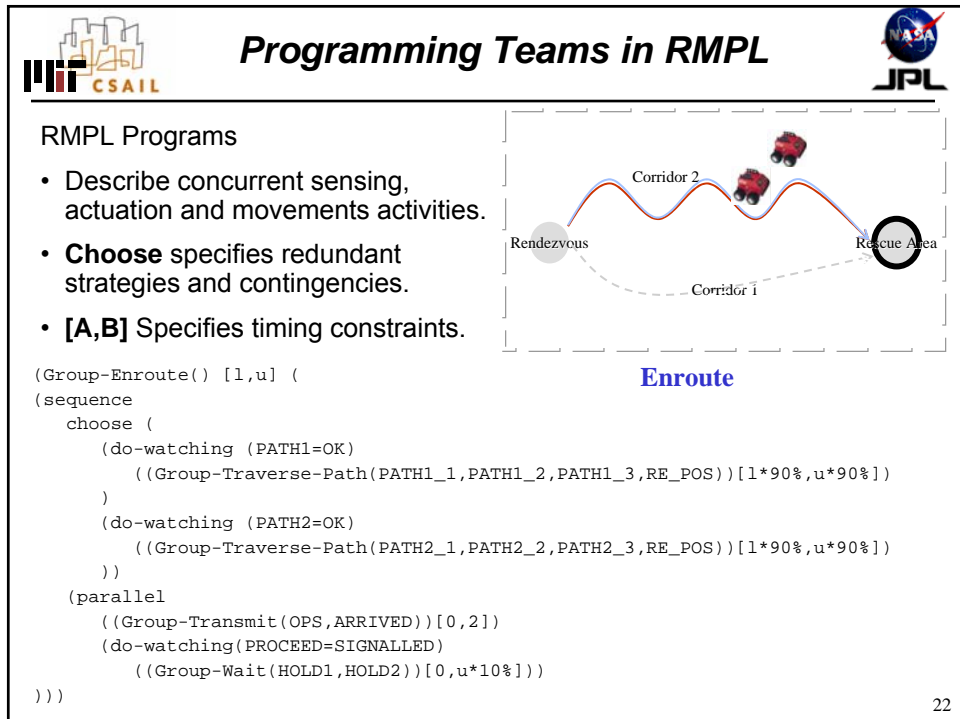 CSAIL
Programming Teams in RMPL
NASA
JPL
RMPL Programs
• Describe concurrent sensing,
actuation and movements activities.
• Choose specifies redundant
strategies and contingencies.
• [A,B] Specifies timing constraints.
Corridor 2
Rendezvous
Rescue Area
Corridor 1
Enroute
(Group-Enroute() [l,u] (
(sequence
choose (
(do-watching (PATH1=OK)
((Group-Traverse-Path(PATH1_1,PATH1_2,PATH1_3,RE_POS))[l*90%,u*90%])
)
(do-watching (PATH2=OK)
((Group-Traverse-Path(PATH2_1,PATH2_2,PATH2_3,RE_POS))[l*90%,u*90%])
))
(parallel
((Group-Transmit(OPS,ARRIVED))[0,2])
(do-watching(PROCEED=SIGNALLED)
((Group-Wait(HOLD1,HOLD2))[0,u*10%]))
)))
22